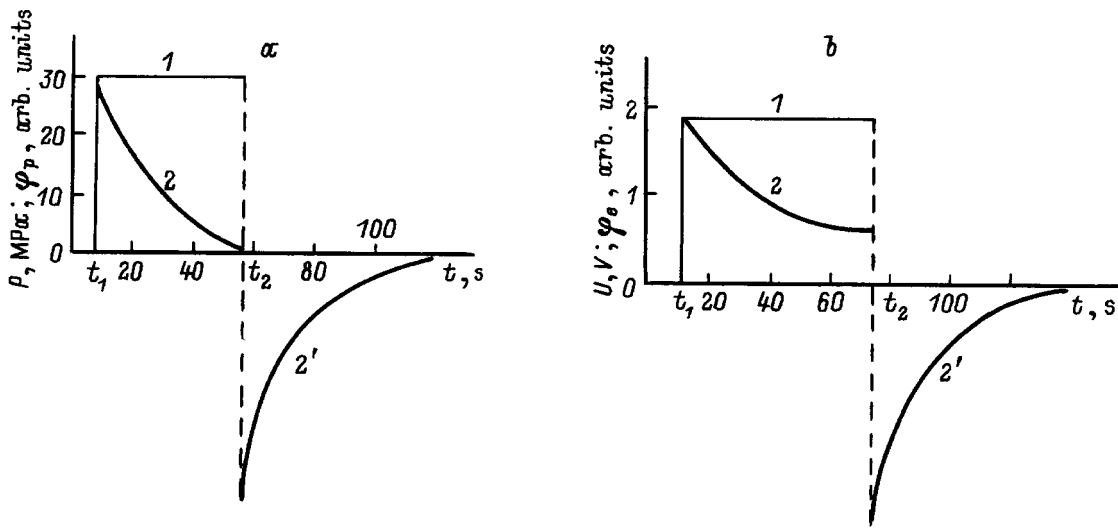 a
P, MPa; φp, arb. units
30
20
10
0
1
2
2'
t1 20 40 t2 80 100
t, s
b
U, V; φe, arb. units
2
1
0
1
2
2'
t1 20 40 60 t2 100
t, s